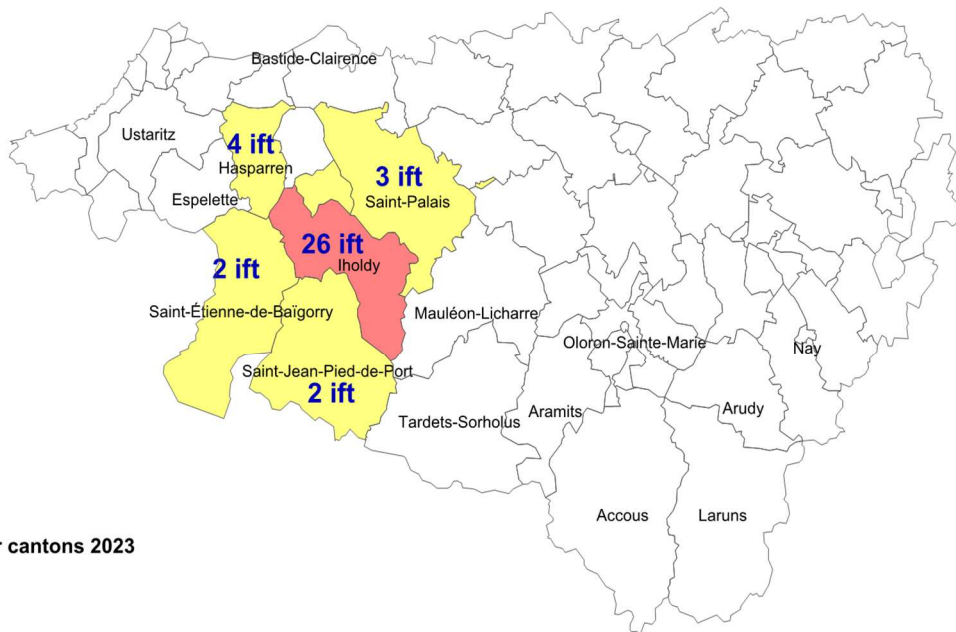 Bastide-Clairence
Ustaritz
4 ift
Hasparren
3 ift
Saint-Palais
Espelette
26 ift
Iholdy
2 ift
Saint-Étienne-de-Baïgorry
Mauléon-Licharre
Oloron-Sainte-Marie
Nay
Saint-Jean-Pied-de-Port
2 ift
Tardets-Sorholus
Aramits
Arudy
Accous
Laruns
cantons 2023